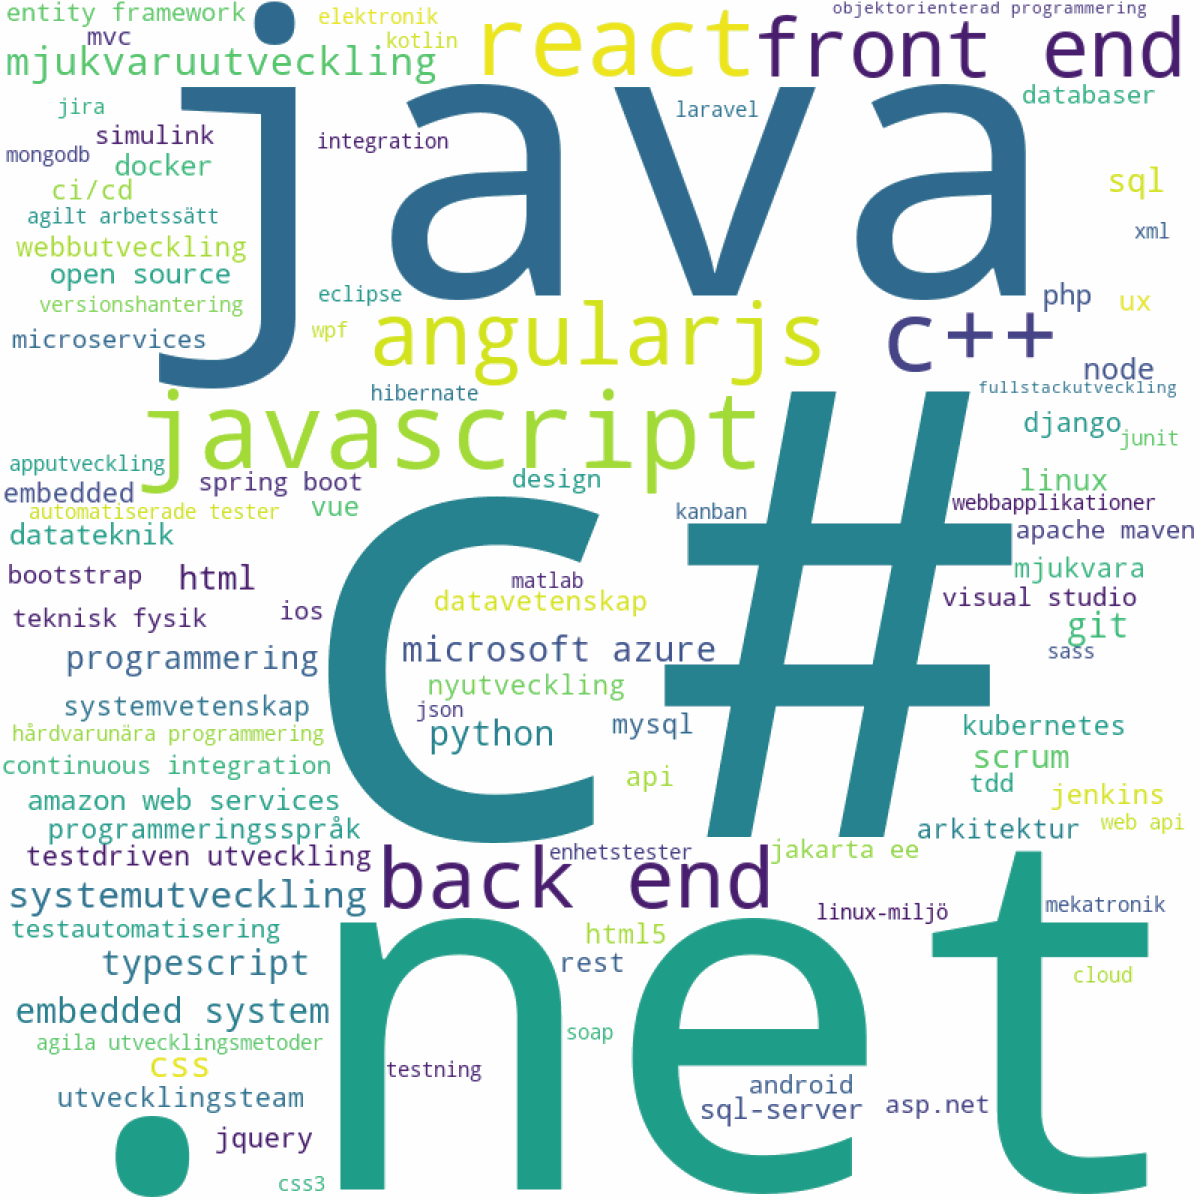 entity framework
elektronik
objektorienterad programmering
mvc
kotlin
react
front end
mjukvaruutveckling
java
jira
laravel
databaser
simulink
integration
mongodb
docker
sql
ci/cd
agilt arbetssätt
xml
webbutveckling
open source
eclipse
php
ux
versionshantering
wpf
angularjs
c++
microservices
node
hibernate
fullstackutveckling
javascript
django
junit
apputveckling
spring boot
design
linux
embedded
vue
kanban
webbapplikationer
automatiserade tester
c#
datateknik
apache maven
bootstrap
html
matlab
mjukvara
datavetenskap
visual studio
teknisk fysik
ios
git
programmering
microsoft azure
sass
nyutveckling
systemvetenskap
json
mysql
kubernetes
hårdvarunära programmering
python
continuous integration
api
scrum
tdd
amazon web services
jenkins
programmeringsspråk
arkitektur
web api
testdriven utveckling
enhetstester
jakarta ee
back end
systemutveckling
linux-miljö
mekatronik
testautomatisering
html5
.net
typescript
rest
cloud
embedded system
agila utvecklingsmetoder
soap
css
testning
android
utvecklingsteam
sql-server
asp.net
jquery
css3